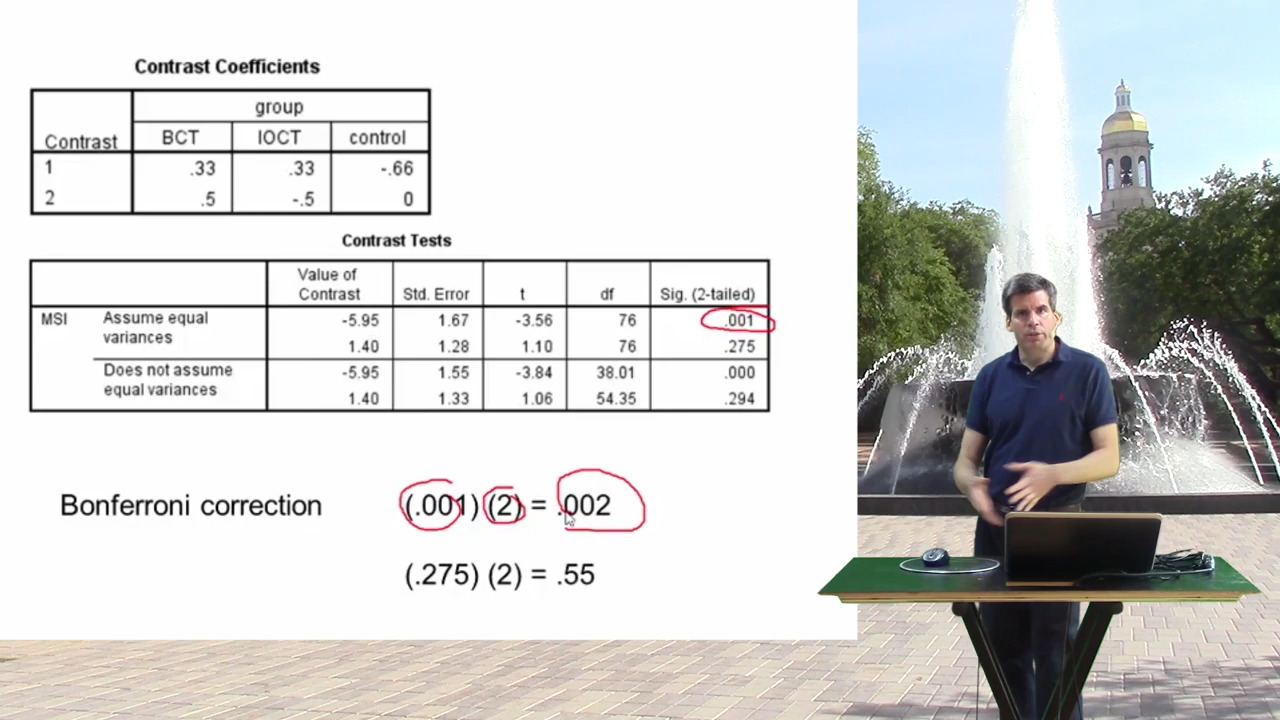 Contrast Coefficients
group
Contrast BCT IOCT control
1 .33 .33 -.66
2 .5 -.5 0
Contrast Tests
Value of Contrast Std. Error t df Sig. (2-tailed)
MSI Assume equal variances -5.95 1.67 -3.56 76 .001
1.40 1.28 1.10 76 .275
Does not assume equal variances -5.95 1.55 -3.84 38.01 .000
1.40 1.33 1.06 54.35 .294
Bonferroni correction (.001) (2) = .002
(.275) (2) = .55